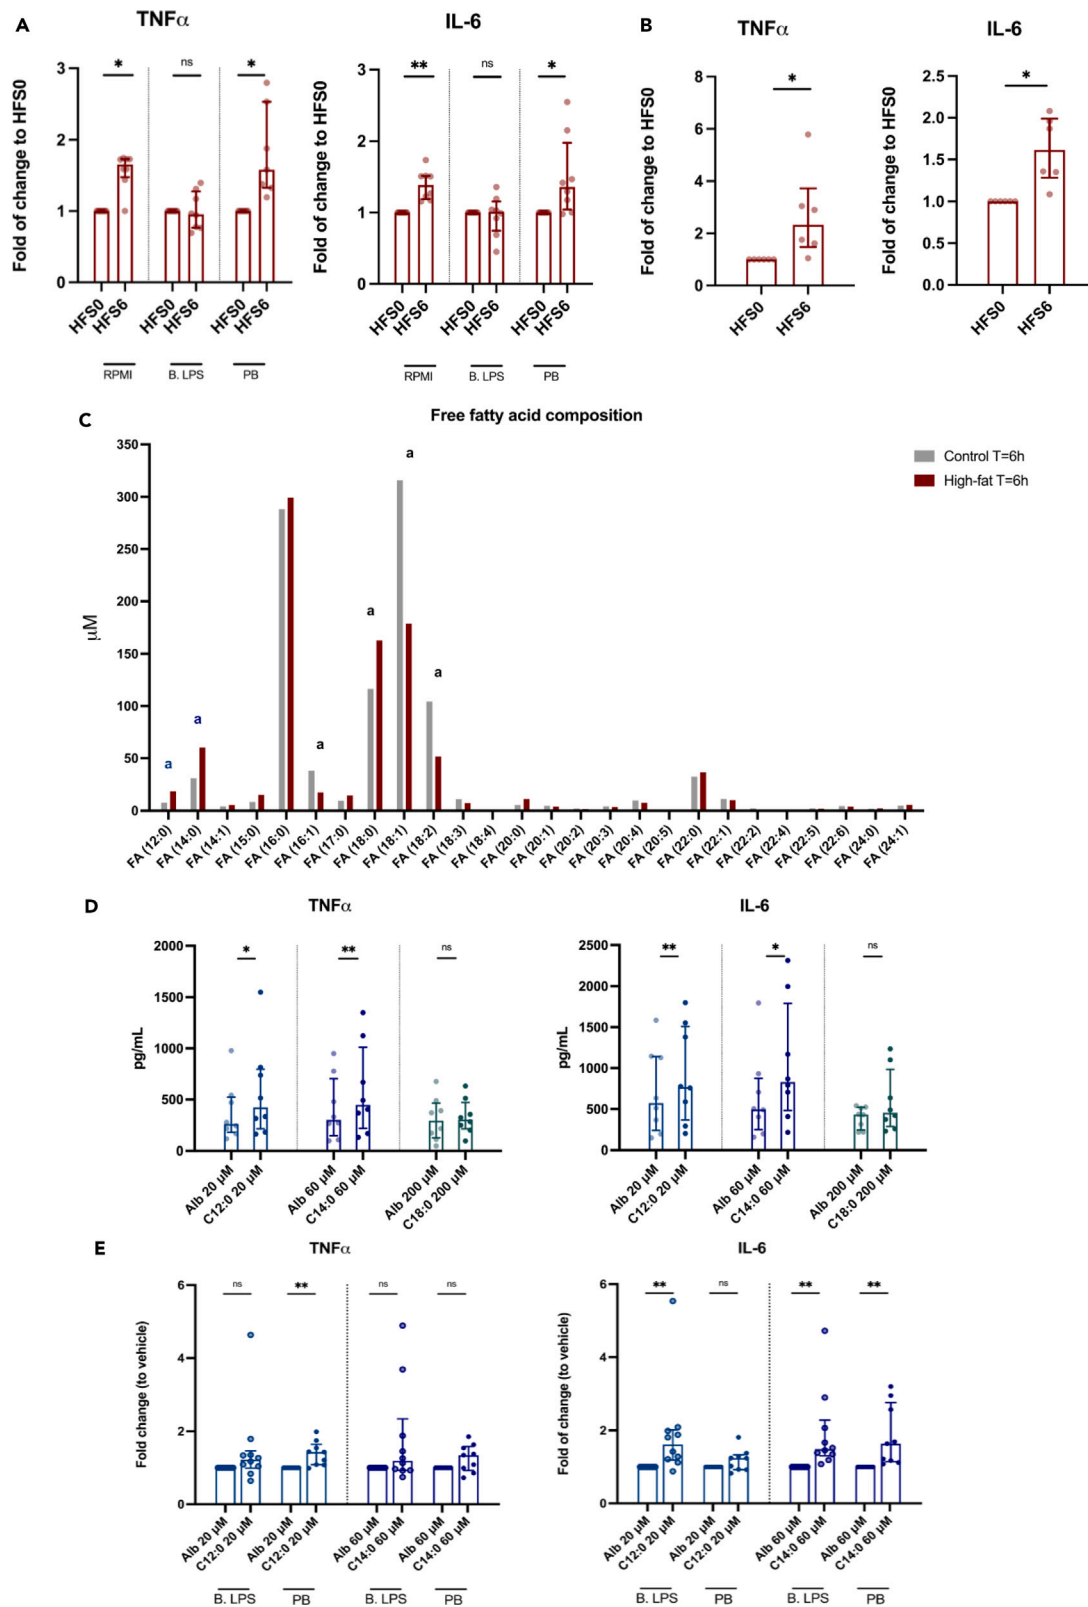 A
TNFα
IL-6
B
TNFα
IL-6
Fold of change to HFS0
3
2
1
0
*
ns
*
HFS0
HFS6
HFS0
HFS6
HFS0
HFS6
RPMI
B. LPS
PB
Fold of change to HFS0
3
2
1
0
**
ns
*
HFS0
HFS6
HFS0
HFS6
HFS0
HFS6
RPMI
B. LPS
PB
Fold of change to HFS0
8
6
4
2
0
*
HFS0
HFS6
Fold of change to HFS0
2.5
2.0
1.5
1.0
0.5
0.0
*
HFS0
HFS6
C
Free fatty acid composition
μM
350
300
250
200
150
100
50
0
a
a
a
a
a
a
Control T=6h
High-fat T=6h
FA (12:0)
FA (14:0)
FA (14:1)
FA (15:0)
FA (16:0)
FA (16:1)
FA (17:0)
FA (18:0)
FA (18:1)
FA (18:2)
FA (18:3)
FA (18:4)
FA (20:0)
FA (20:1)
FA (20:2)
FA (20:3)
FA (20:4)
FA (20:5)
FA (22:0)
FA (22:1)
FA (22:2)
FA (22:4)
FA (22:5)
FA (22:6)
FA (24:0)
FA (24:1)
D
TNFα
IL-6
pg/mL
2000
1500
1000
500
0
*
**
ns
Alb 20 μM
C12:0 20 μM
Alb 60 μM
C14:0 60 μM
Alb 200 μM
C18:0 200 μM
pg/mL
2500
2000
1500
1000
500
0
**
*
ns
Alb 20 μM
C12:0 20 μM
Alb 60 μM
C14:0 60 μM
Alb 200 μM
C18:0 200 μM
E
TNFα
IL-6
Fold change (to vehicle)
6
4
2
0
ns
**
ns
ns
Alb 20 μM
C12:0 20 μM
Alb 20 μM
C12:0 20 μM
Alb 60 μM
C14:0 60 μM
Alb 60 μM
C14:0 60 μM
B. LPS
PB
B. LPS
PB
Fold of change (to vehicle)
6
4
2
0
**
ns
**
**
Alb 20 μM
C12:0 20 μM
Alb 20 μM
C12:0 20 μM
Alb 60 μM
C14:0 60 μM
Alb 60 μM
C14:0 60 μM
B. LPS
PB
B. LPS
PB